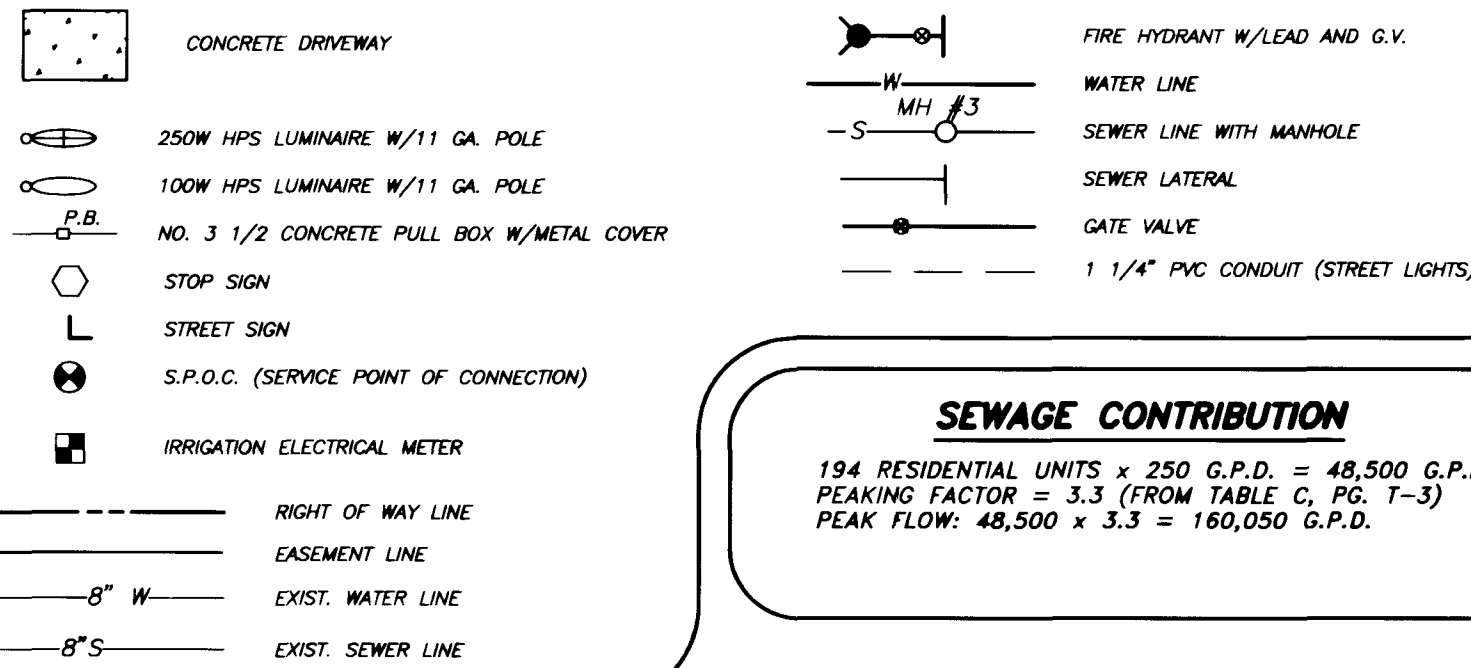 CONCRETE DRIVEWAY
250W HPS LUMINAIRE W/11 GA. POLE
100W HPS LUMINAIRE W/11 GA. POLE
P.B.
NO. 3 1/2 CONCRETE PULL BOX W/METAL COVER
STOP SIGN
STREET SIGN
S.P.O.C. (SERVICE POINT OF CONNECTION)
IRRIGATION ELECTRICAL METER
RIGHT OF WAY LINE
EASEMENT LINE
8" W EXIST. WATER LINE
8"S EXIST. SEWER LINE
FIRE HYDRANT W/LEAD AND G.V.
W WATER LINE
MH #3
S SEWER LINE WITH MANHOLE
SEWER LATERAL
GATE VALVE
1 1/4" PVC CONDUIT (STREET LIGHTS)
SEWAGE CONTRIBUTION
194 RESIDENTIAL UNITS x 250 G.P.D. = 48,500 G.P.
PEAKING FACTOR = 3.3 (FROM TABLE C, PG. T-3)
PEAK FLOW: 48,500 x 3.3 = 160,050 G.P.D.